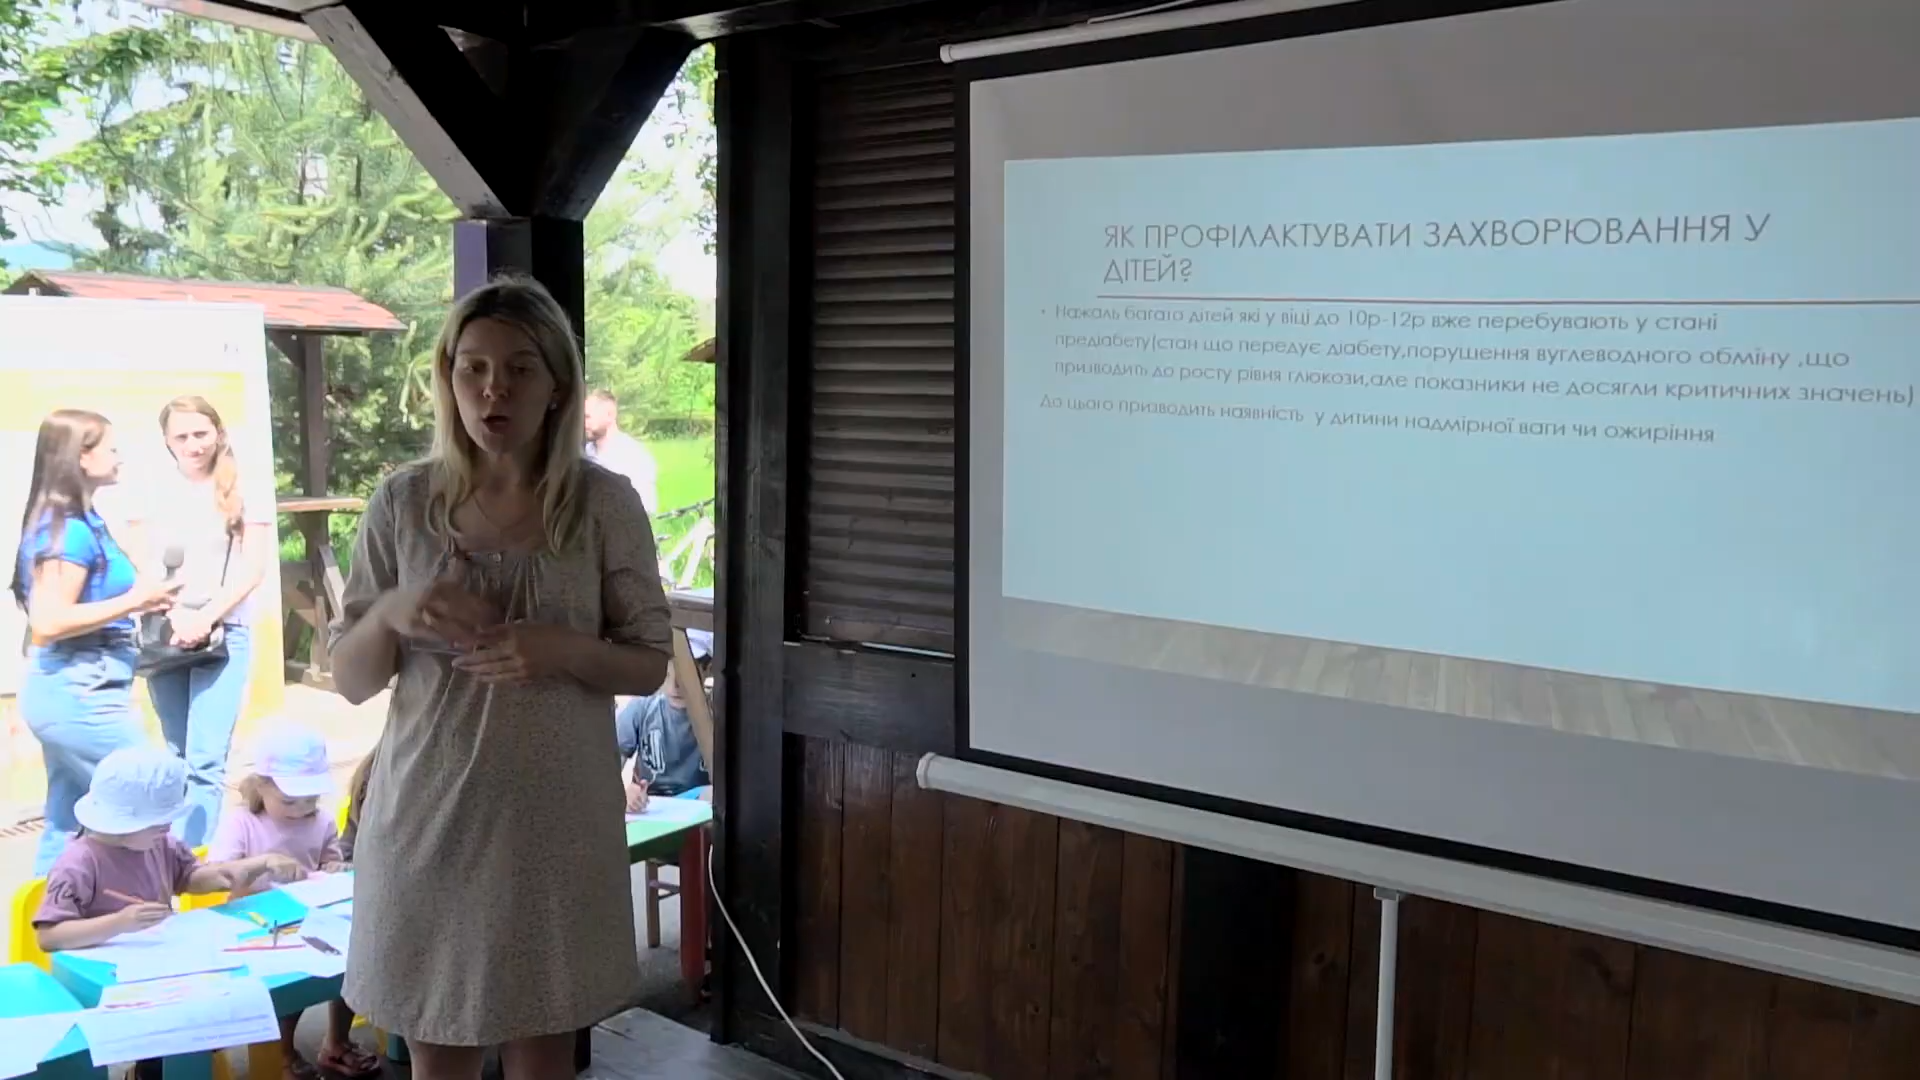 ЯК ПРОФІЛАКТУВАТИ ЗАХВОРЮВАННЯ У
ДІТЕЙ?
• Нажаль багато дітей які у віці до 10р-12р вже перебувають у стані
предіабету(стан що передує діабету,порушення вуглеводного обміну ,що
призводить до росту рівня глюкози,але показники не досягли критичних значень)
До цього призводить наявність у дитини надмірної ваги чи ожиріння